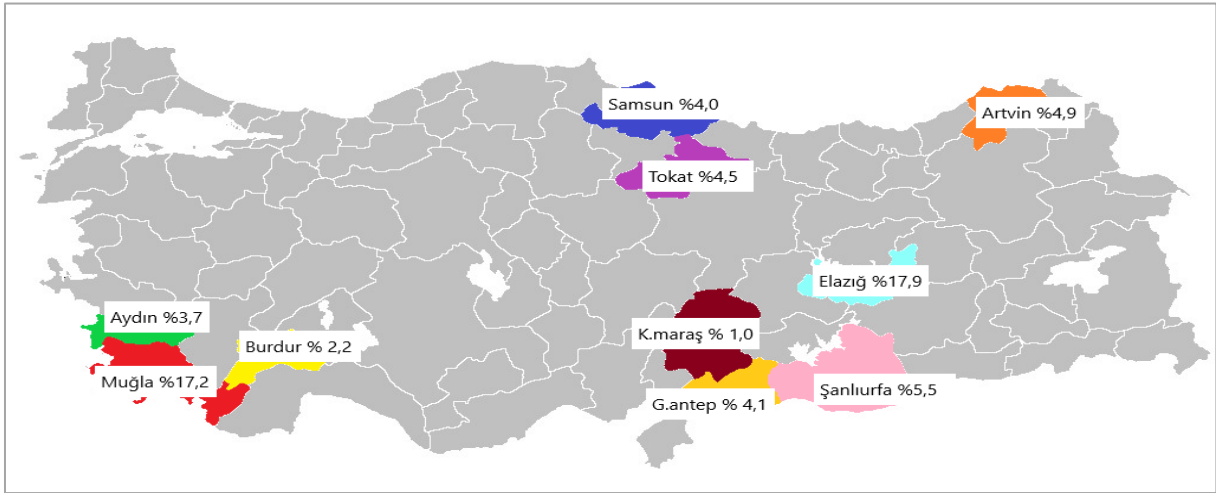 Samsun %4,0
Artvin %4,9
Tokat %4,5
Elazığ %17,9
Aydın %3,7
K.maraş % 1,0
Burdur % 2,2
Muğla %17,2
Şanlıurfa %5,5
G.antep % 4,1